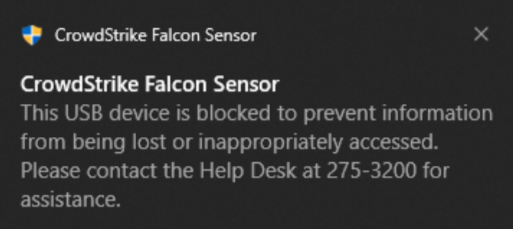 CrowdStrike Falcon Sensor
CrowdStrike Falcon Sensor
This USB device is blocked to prevent information
from being lost or inappropriately accessed.
Please contact the Help Desk at 275-3200 for
assistance.